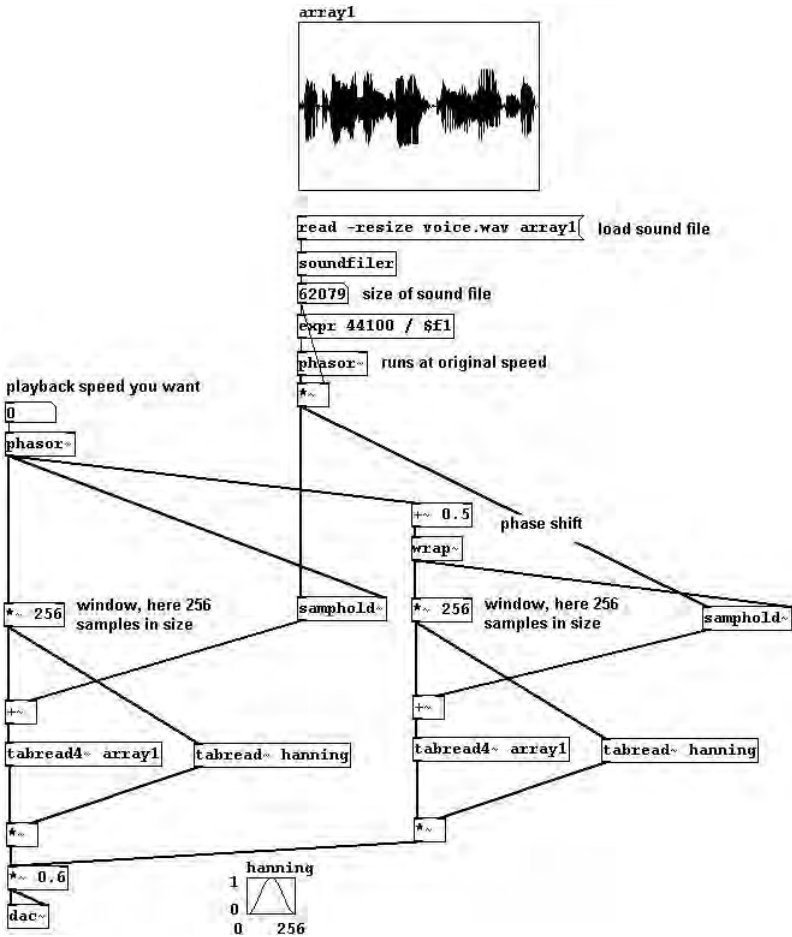 array1
read -resize voice.wav array1
load sound file
soundfiler
62079
size of sound file
expr 44100 / $f1
phasor~
runs at original speed
*~
playback speed you want
0
phasor~
+~ 0.5
phase shift
wrap~
*~ 256
window, here 256
samples in size
samphold~
*~ 256
window, here 256
samples in size
samphold~
+~
+~
tabread4~ array1
tabread~ hanning
tabread4~ array1
tabread~ hanning
*~
*~
*~ 0.6
hanning
1
0
0 256
dac~